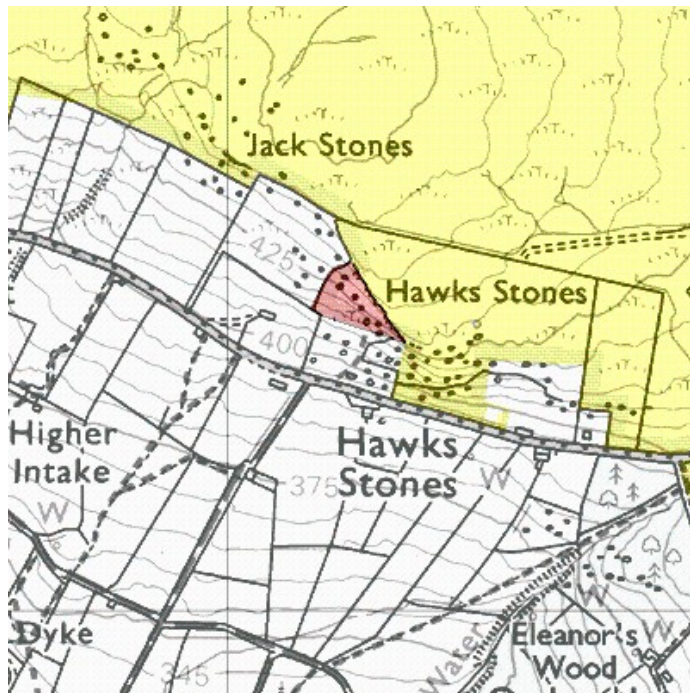 Jack Stones
425
Hawks Stones
400
Higher
Intake
Hawks
Stones
375
W
W
Dyke
345
Water
Eleanor's
Wood
W
W